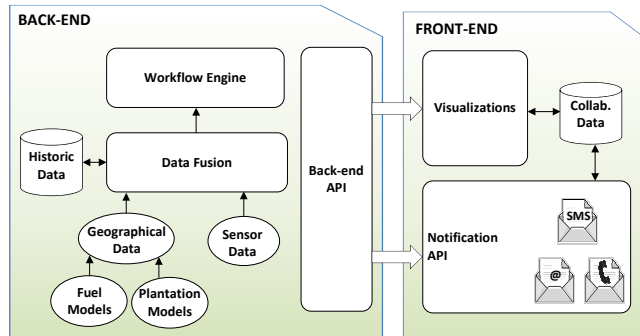 BACK-END
Workflow Engine
Historic
Data
Data Fusion
Geographical
Data
Sensor
Data
Fuel
Models
Plantation
Models
Back-end
API
FRONT-END
Visualizations
Collab.
Data
Notification
API
SMS
@